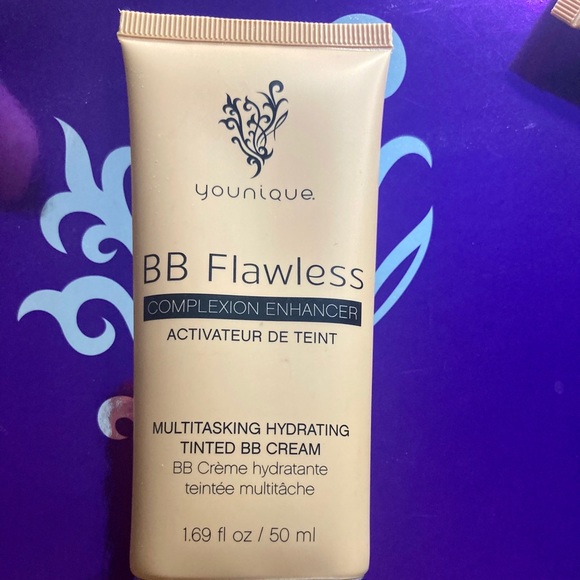 younique.
BB Flawless
COMPLEXION ENHANCER
ACTIVATEUR DE TEINT
MULTITASKING HYDRATING
TINTED BB CREAM
BB Crème hydratante
teintée multitâche
1.69 fl oz / 50 ml